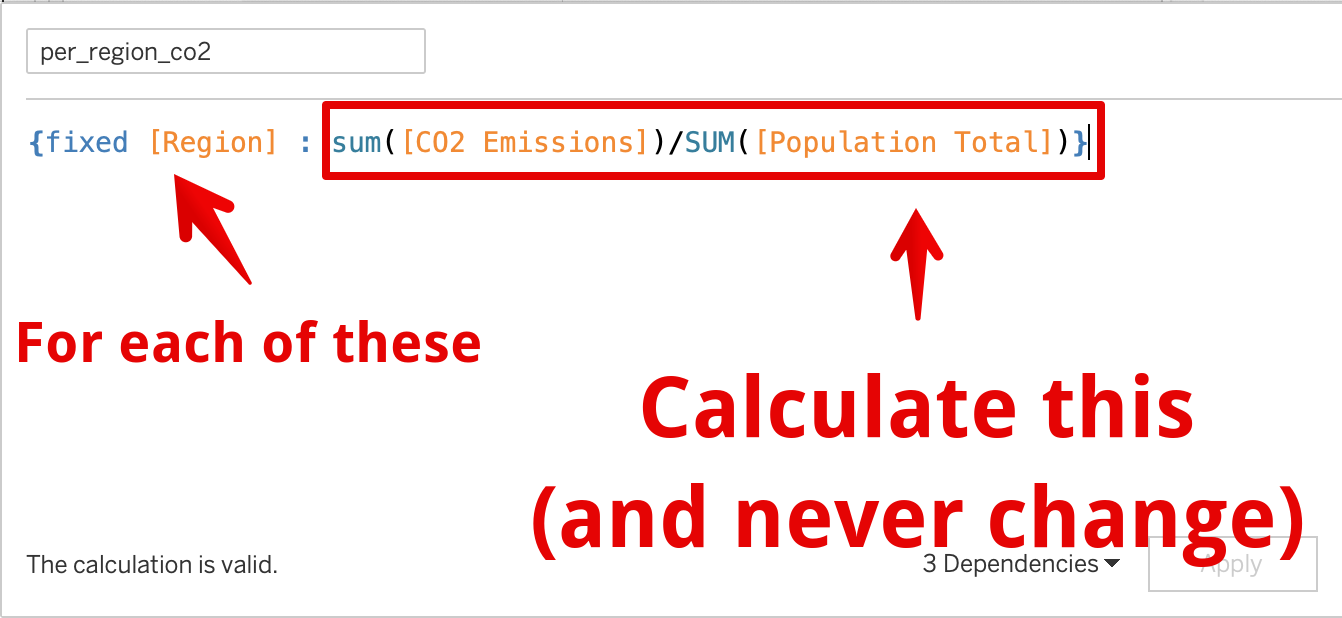 per_region_co2
{fixed [Region] : sum([CO2 Emissions])/SUM([Population Total])}
For each of these
Calculate this
(and never change)
The calculation is valid.
3 Dependencies
Apply